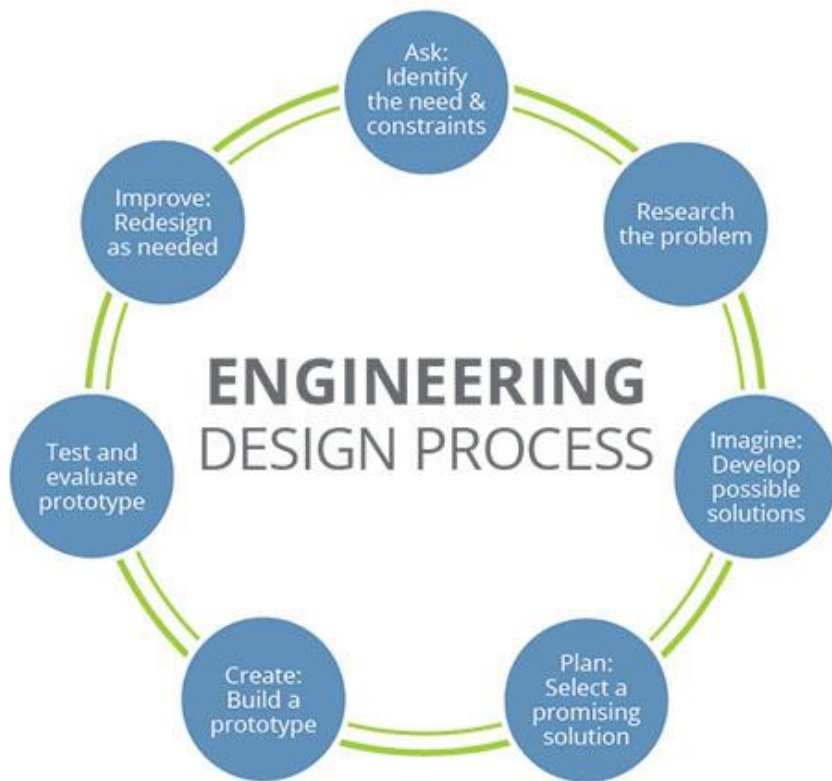 Ask:
Identify
the need &
constraints
Research
the problem
Imagine:
Develop
possible
solutions
Plan:
Select a
promising
solution
Create:
Build a
prototype
Test and
evaluate
prototype
Improve:
Redesign
as needed
ENGINEERING
DESIGN PROCESS